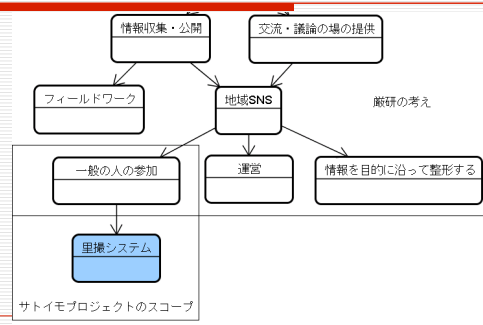 情報収集・公開
交流・議論の場の提供
フィールドワーク
地域SNS
厳研の考え
一般の人の参加
運営
情報を目的に沿って整形する
里撮システム
サトイモプロジェクトのスコープ